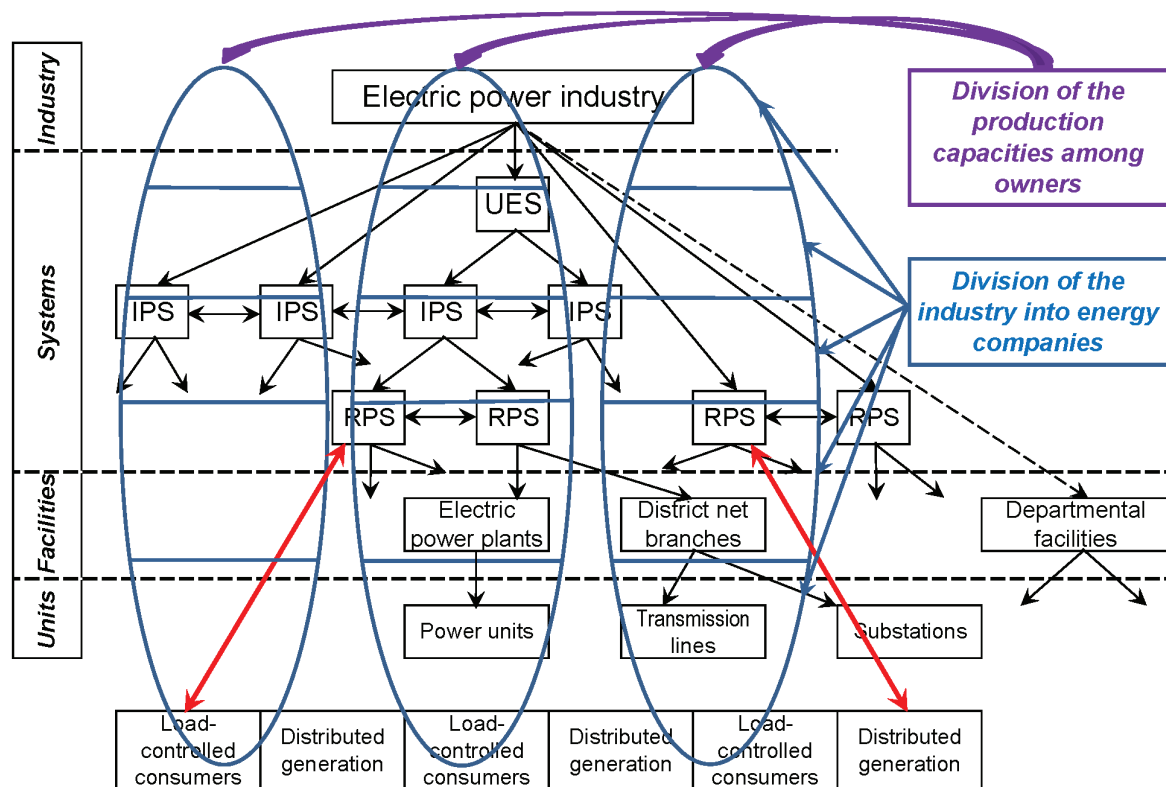 Industry
Electric power industry
Division of the
production
capacities among
owners
Systems
UES
IPS
IPS
IPS
IPS
Division of the
industry into energy
companies
RPS
RPS
RPS
RPS
Facilities
Electric
power plants
District net
branches
Departmental
facilities
Units
Power units
Transmission
lines
Substations
Load-
controlled
consumers
Distributed
generation
Load-
controlled
consumers
Distributed
generation
Load-
controlled
consumers
Distributed
generation